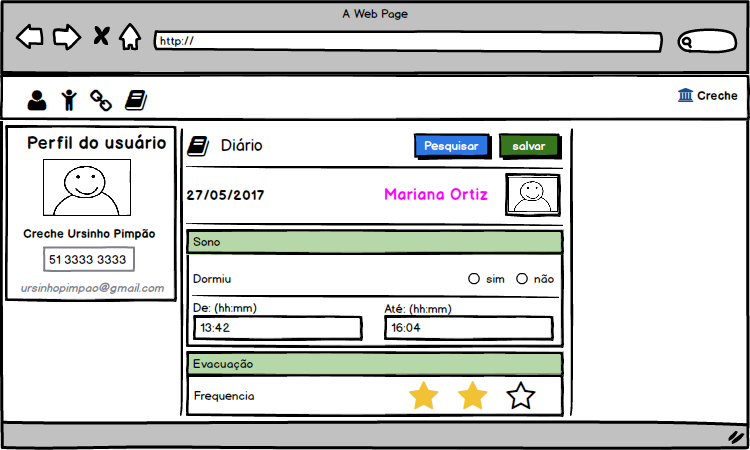 A Web Page
http://
Creche
Perfil do usuário
Creche Ursinho Pimpão
51 3333 3333
ursinhopimpao@gmail.com
Diário
Pesquisar
salvar
27/05/2017
Mariana Ortiz
Sono
Dormiu
sim
não
De: (hh:mm)
Até: (hh:mm)
13:42
16:04
Evacuação
Frequencia